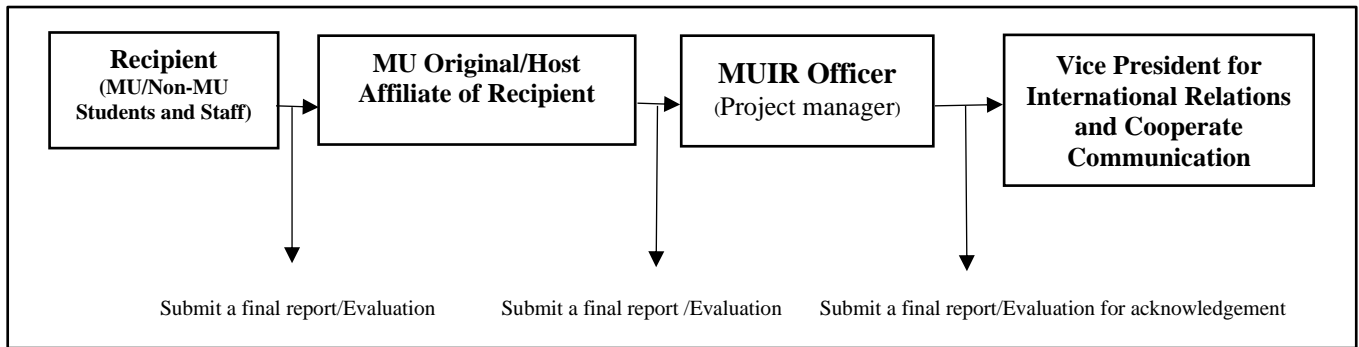 Recipient
(MU/Non-MU
Students and Staff)
MU Original/Host
Affiliate of Recipient
MUIR Officer
(Project manager)
Vice President for
International Relations
and Cooperate
Communication
Submit a final report/Evaluation
Submit a final report /Evaluation
Submit a final report/Evaluation for acknowledgement